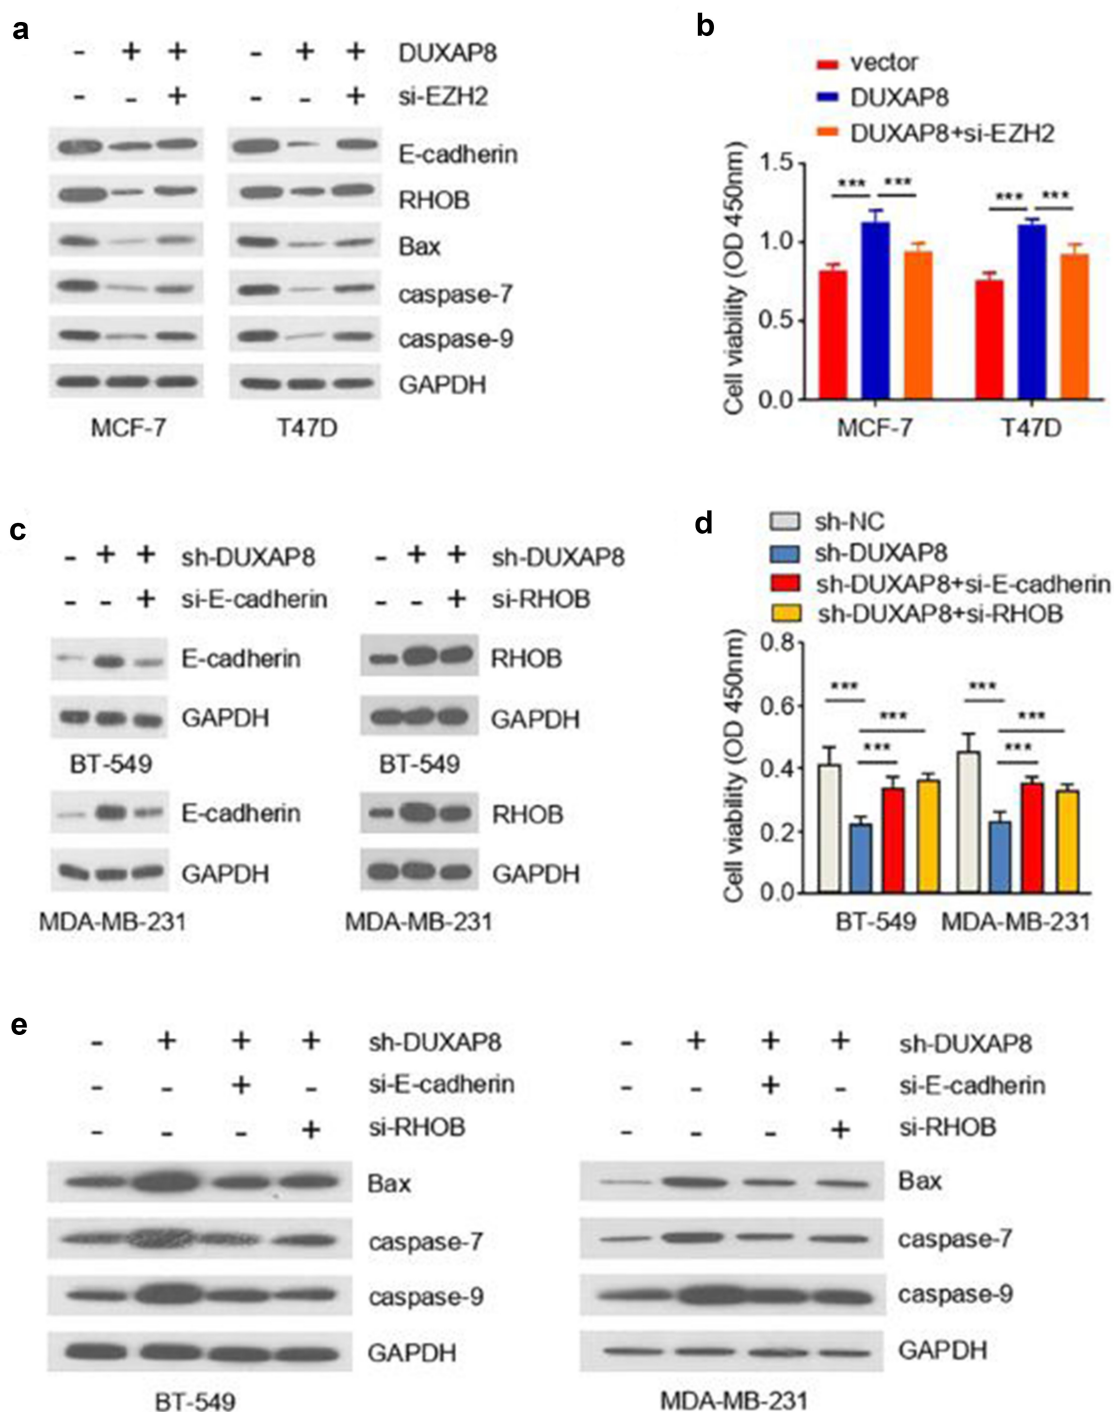 a
- + + - + + DUXAP8
- - + - - + si-EZH2
E-cadherin
RHOB
Bax
caspase-7
caspase-9
GAPDH
MCF-7 T47D
b
vector
DUXAP8
DUXAP8+si-EZH2
Cell viability (OD 450nm)
1.5
1.0
0.5
0.0
*** *** *** ***
MCF-7 T47D
c
- + + sh-DUXAP8
- - + si-E-cadherin
E-cadherin
GAPDH
BT-549
E-cadherin
GAPDH
MDA-MB-231
- + + sh-DUXAP8
- - + si-RHOB
RHOB
GAPDH
BT-549
RHOB
GAPDH
MDA-MB-231
d
sh-NC
sh-DUXAP8
sh-DUXAP8+si-E-cadherin
sh-DUXAP8+si-RHOB
Cell viability (OD 450nm)
0.8
0.6
0.4
0.2
0.0
*** ***
*** ***
*** ***
BT-549 MDA-MB-231
e
- + + + sh-DUXAP8
- - + - si-E-cadherin
- - - + si-RHOB
Bax
caspase-7
caspase-9
GAPDH
BT-549
- + + + sh-DUXAP8
- - + - si-E-cadherin
- - - + si-RHOB
Bax
caspase-7
caspase-9
GAPDH
MDA-MB-231